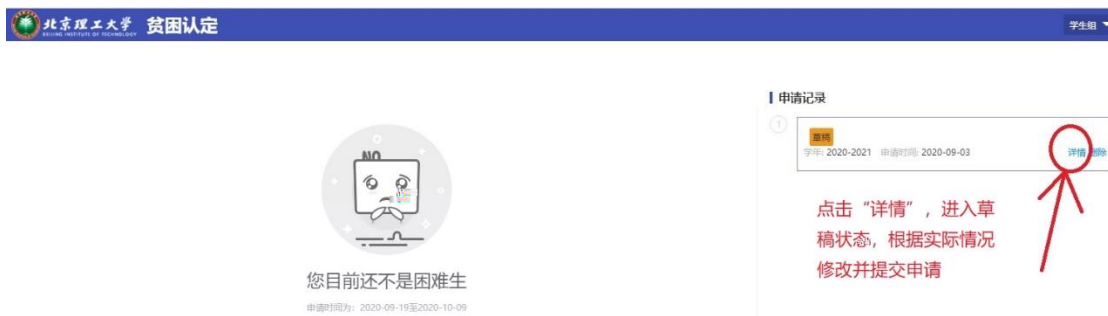 北京理工大学 贫困认定
BEIJING INSTITUTE OF TECHNOLOGY
学生组
申请记录
1
草稿
学年: 2020-2021 申请时间: 2020-09-03
详情 删除
NO
点击“详情”，进入草
稿状态，根据实际情况
修改并提交申请
您目前还不是困难生
申请时间为：2020-09-19至2020-10-09